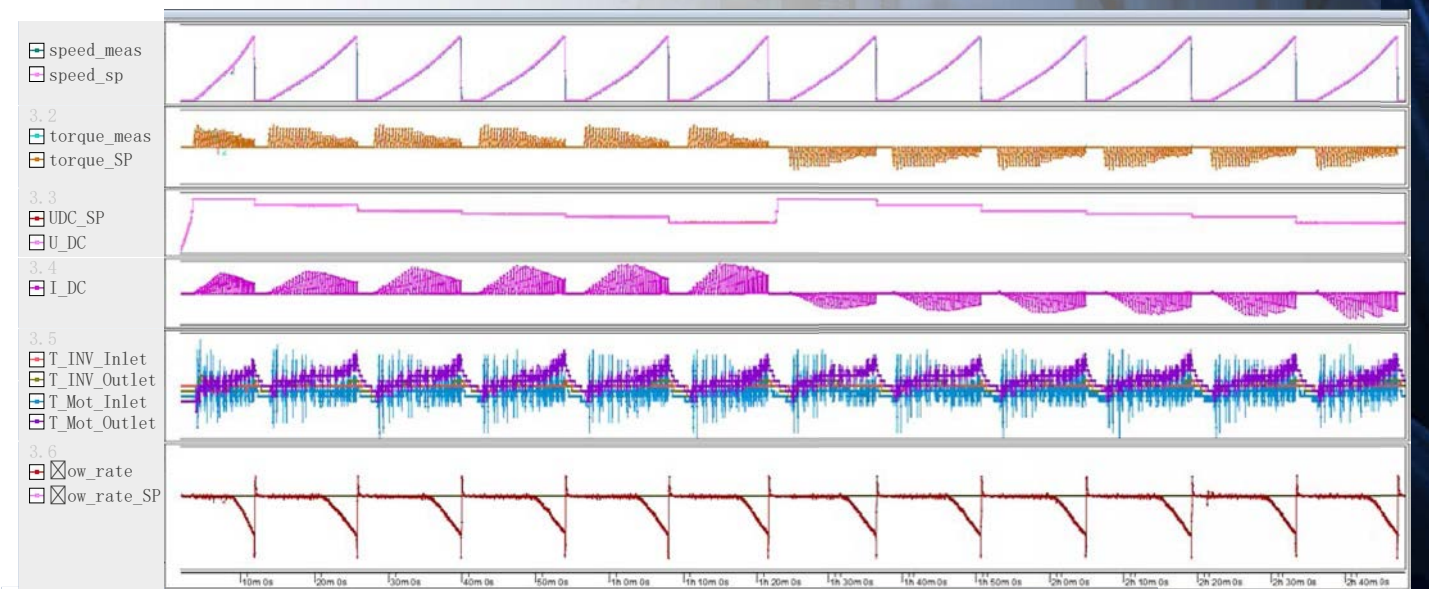 speed_meas
speed_sp
3.2
torque_meas
torque_SP
3.3
UDC_SP
U_DC
3.4
I_DC
3.5
T_INV_Inlet
T_INV_Outlet
T_Mot_Inlet
T_Mot_Outlet
3.6
☒ow_rate
☒ow_rate_SP
10m 0s 20m 0s 30m 0s 40m 0s 50m 0s 1h 0m 0s 1h 10m 0s 1h 20m 0s 1h 30m 0s 1h 40m 0s 1h 50m 0s 2h 0m 0s 2h 10m 0s 2h 20m 0s 2h 30m 0s 2h 40m 0s